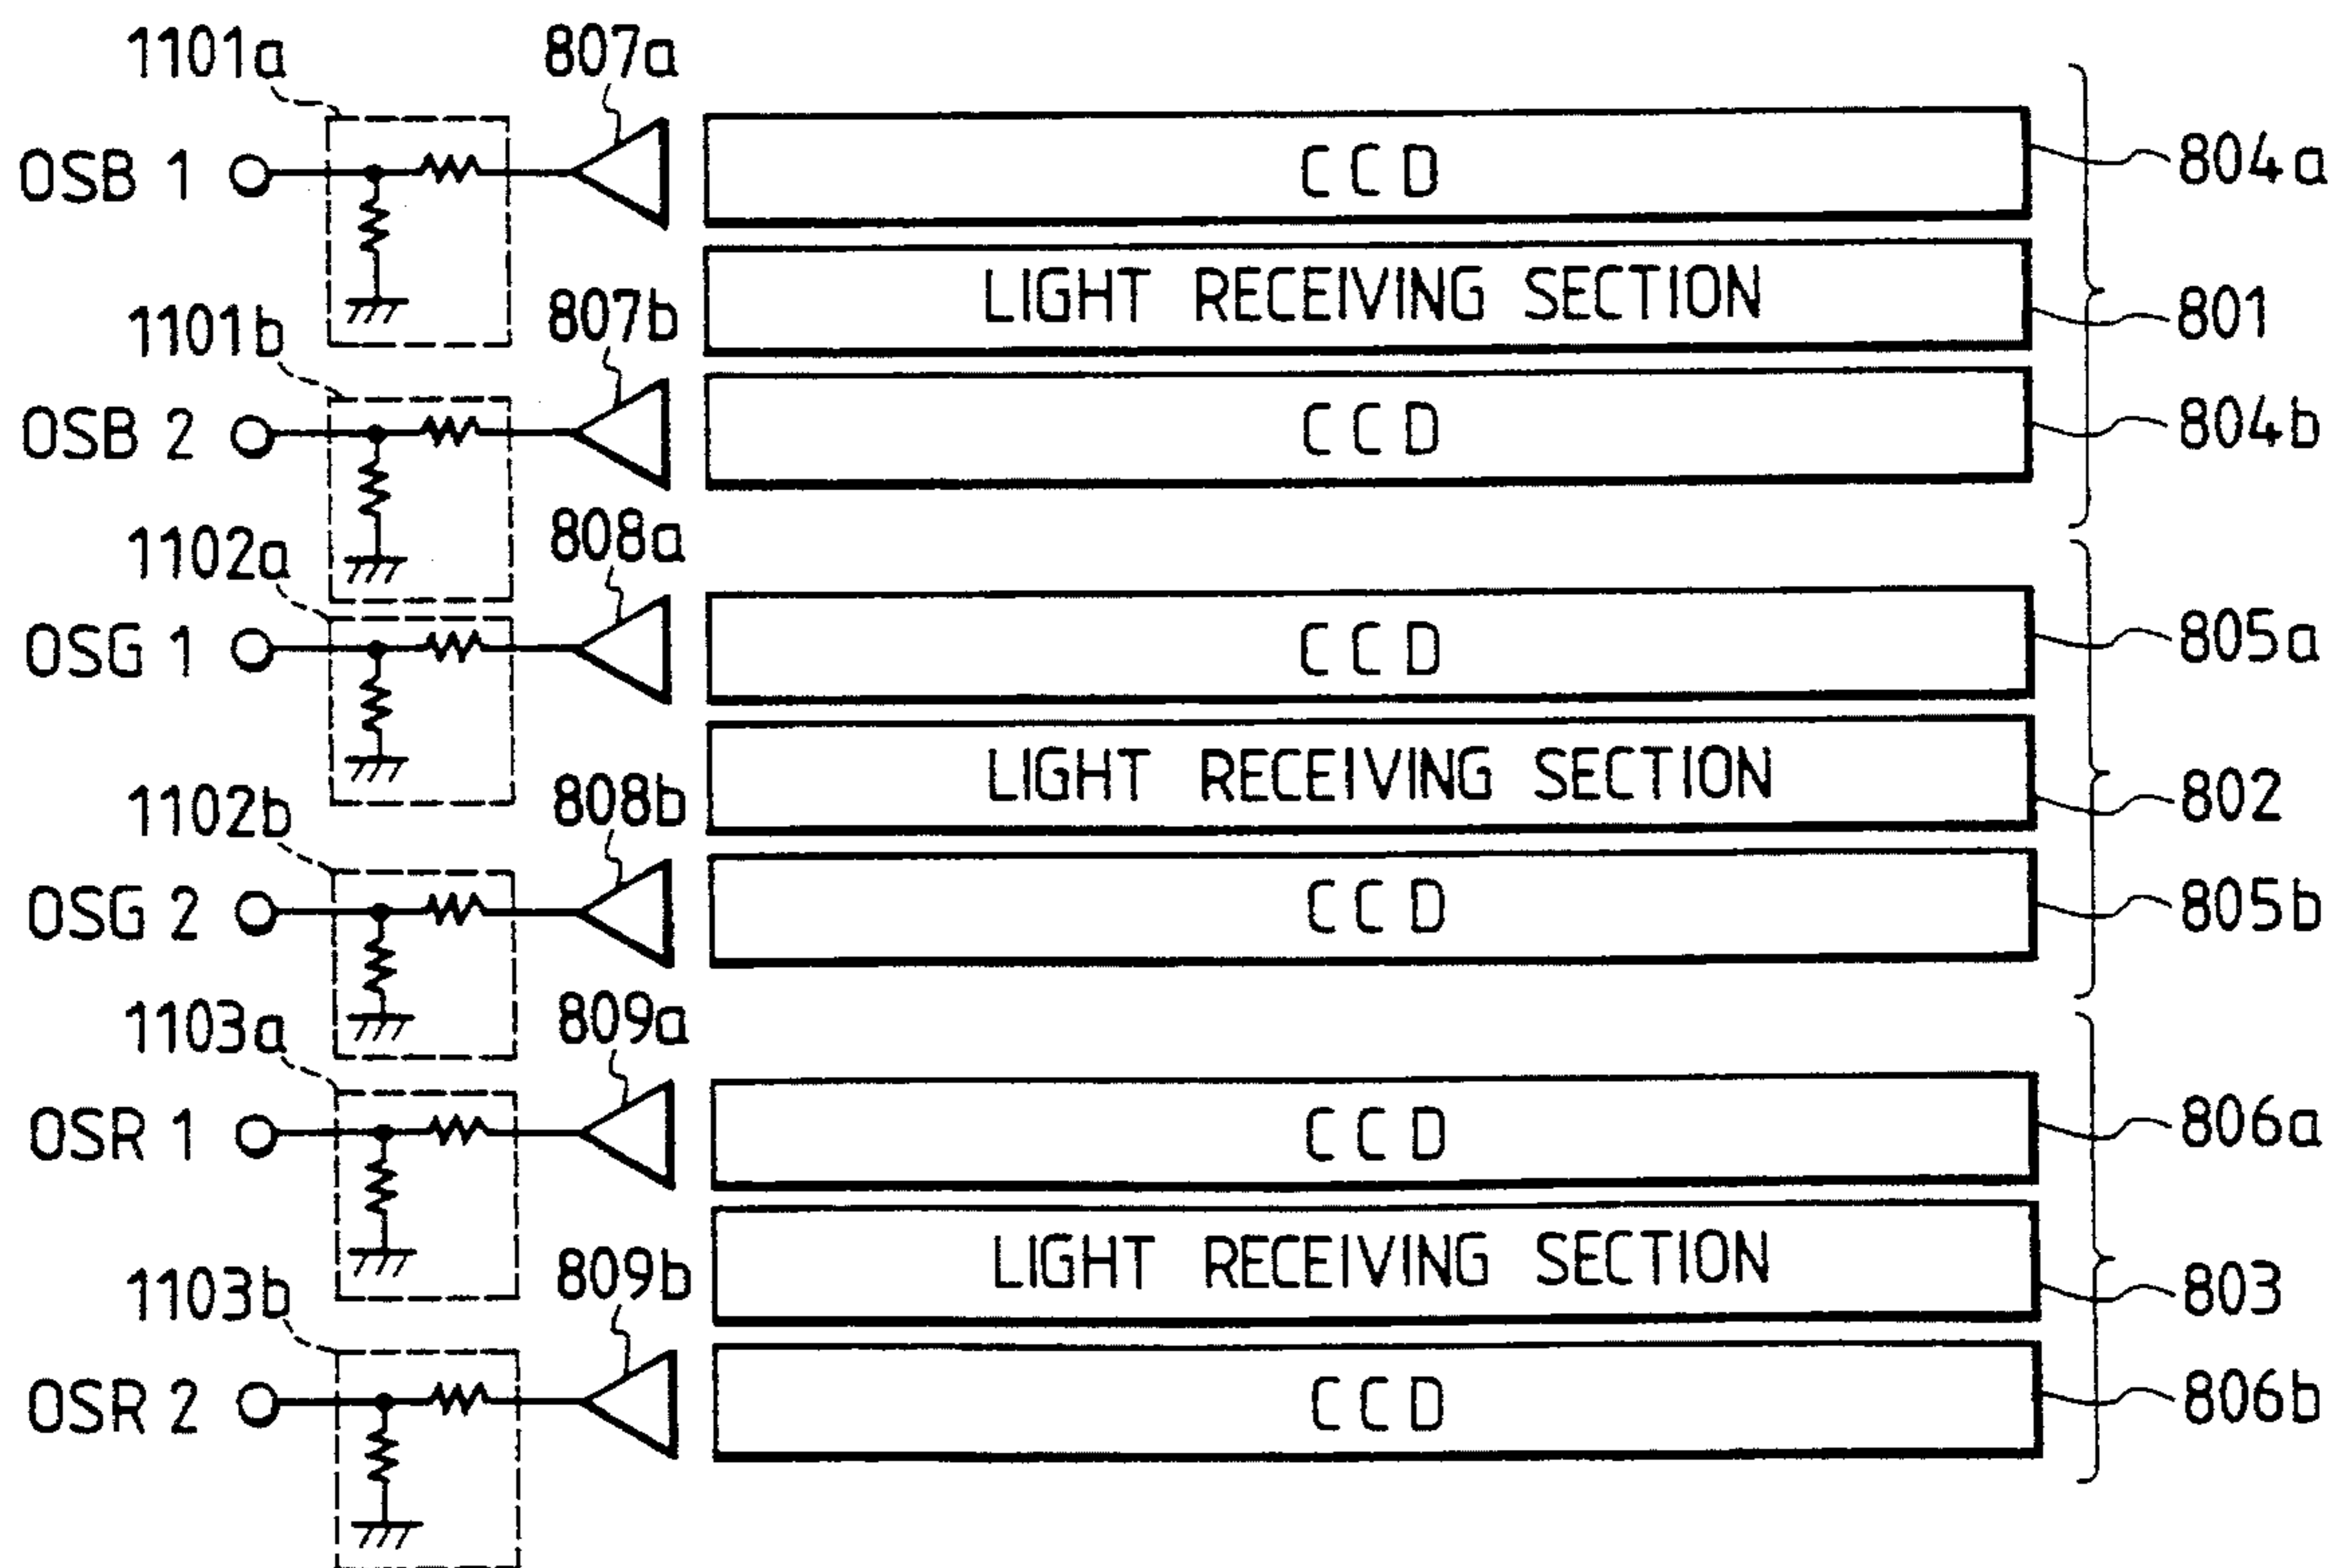 1101a
807a
OSB 1
CCD
804a
LIGHT RECEIVING SECTION
801
1101b
807b
OSB 2
CCD
804b
1102a
808a
OSG 1
CCD
805a
LIGHT RECEIVING SECTION
802
1102b
808b
OSG 2
CCD
805b
1103a
809a
OSR 1
CCD
806a
LIGHT RECEIVING SECTION
803
1103b
809b
OSR 2
CCD
806b